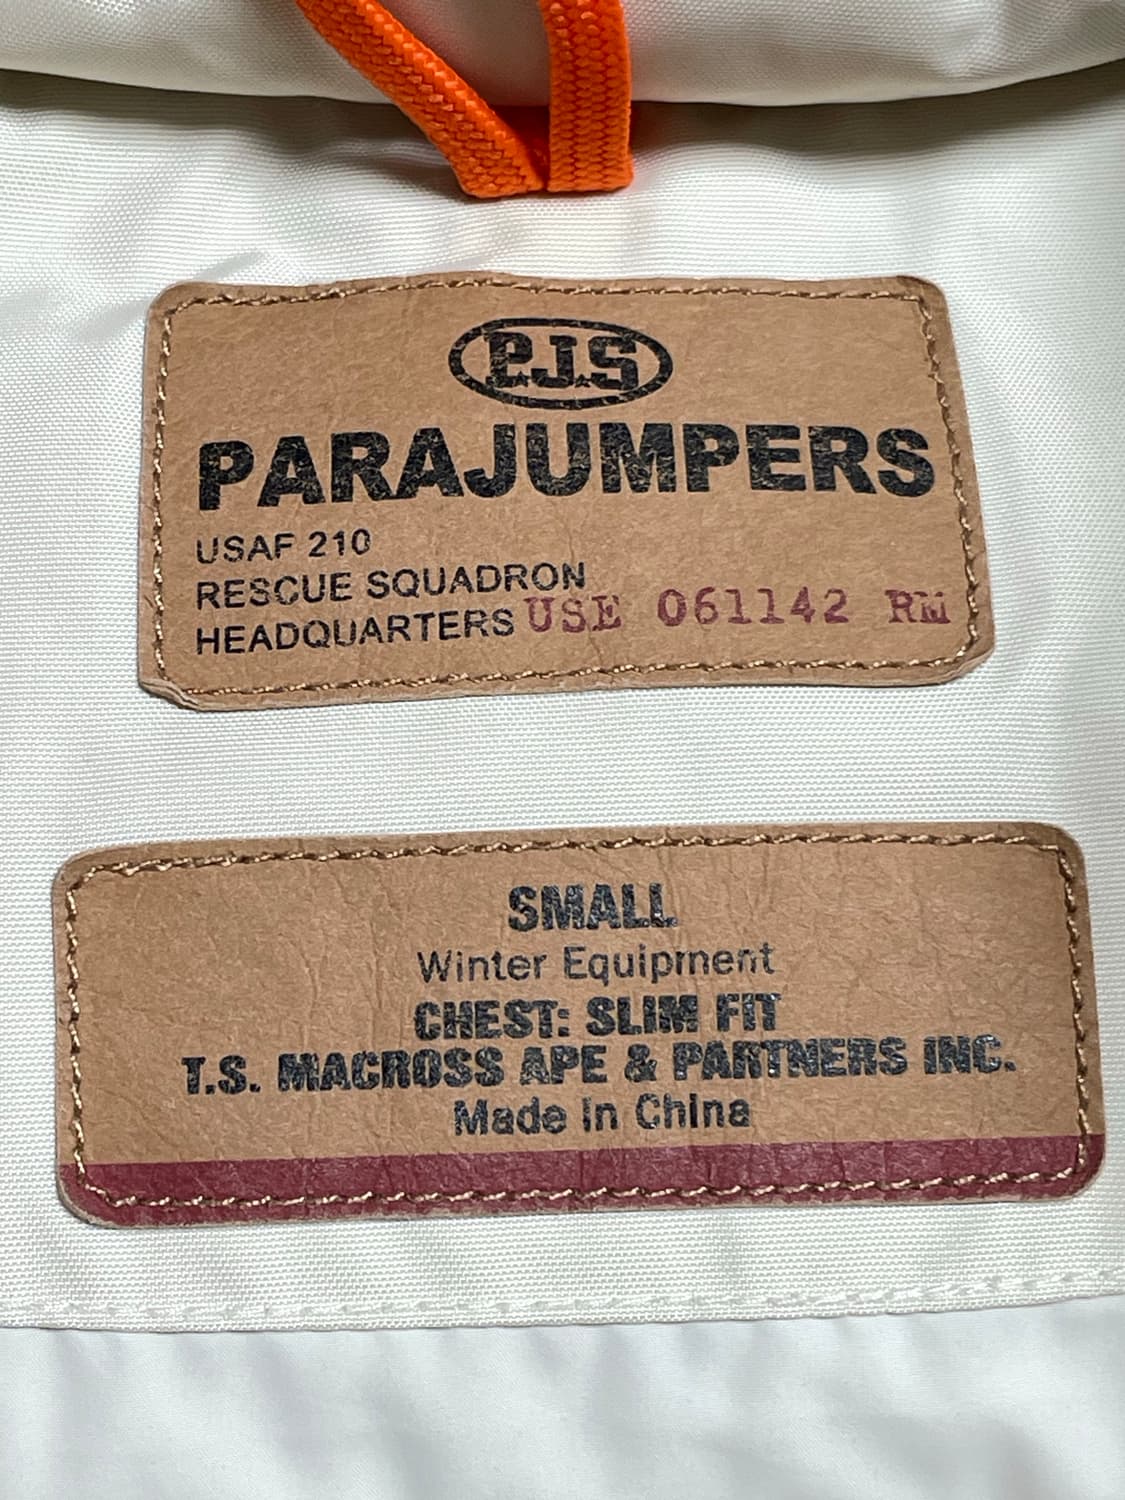 P.J.S
PARAJUMPERS
USAF 210
RESCUE SQUADRON
HEADQUARTERS USE 061142 RM
SMALL
Winter Equipment
CHEST: SLIM FIT
T.S. MACROSS APE & PARTNERS INC.
Made in China